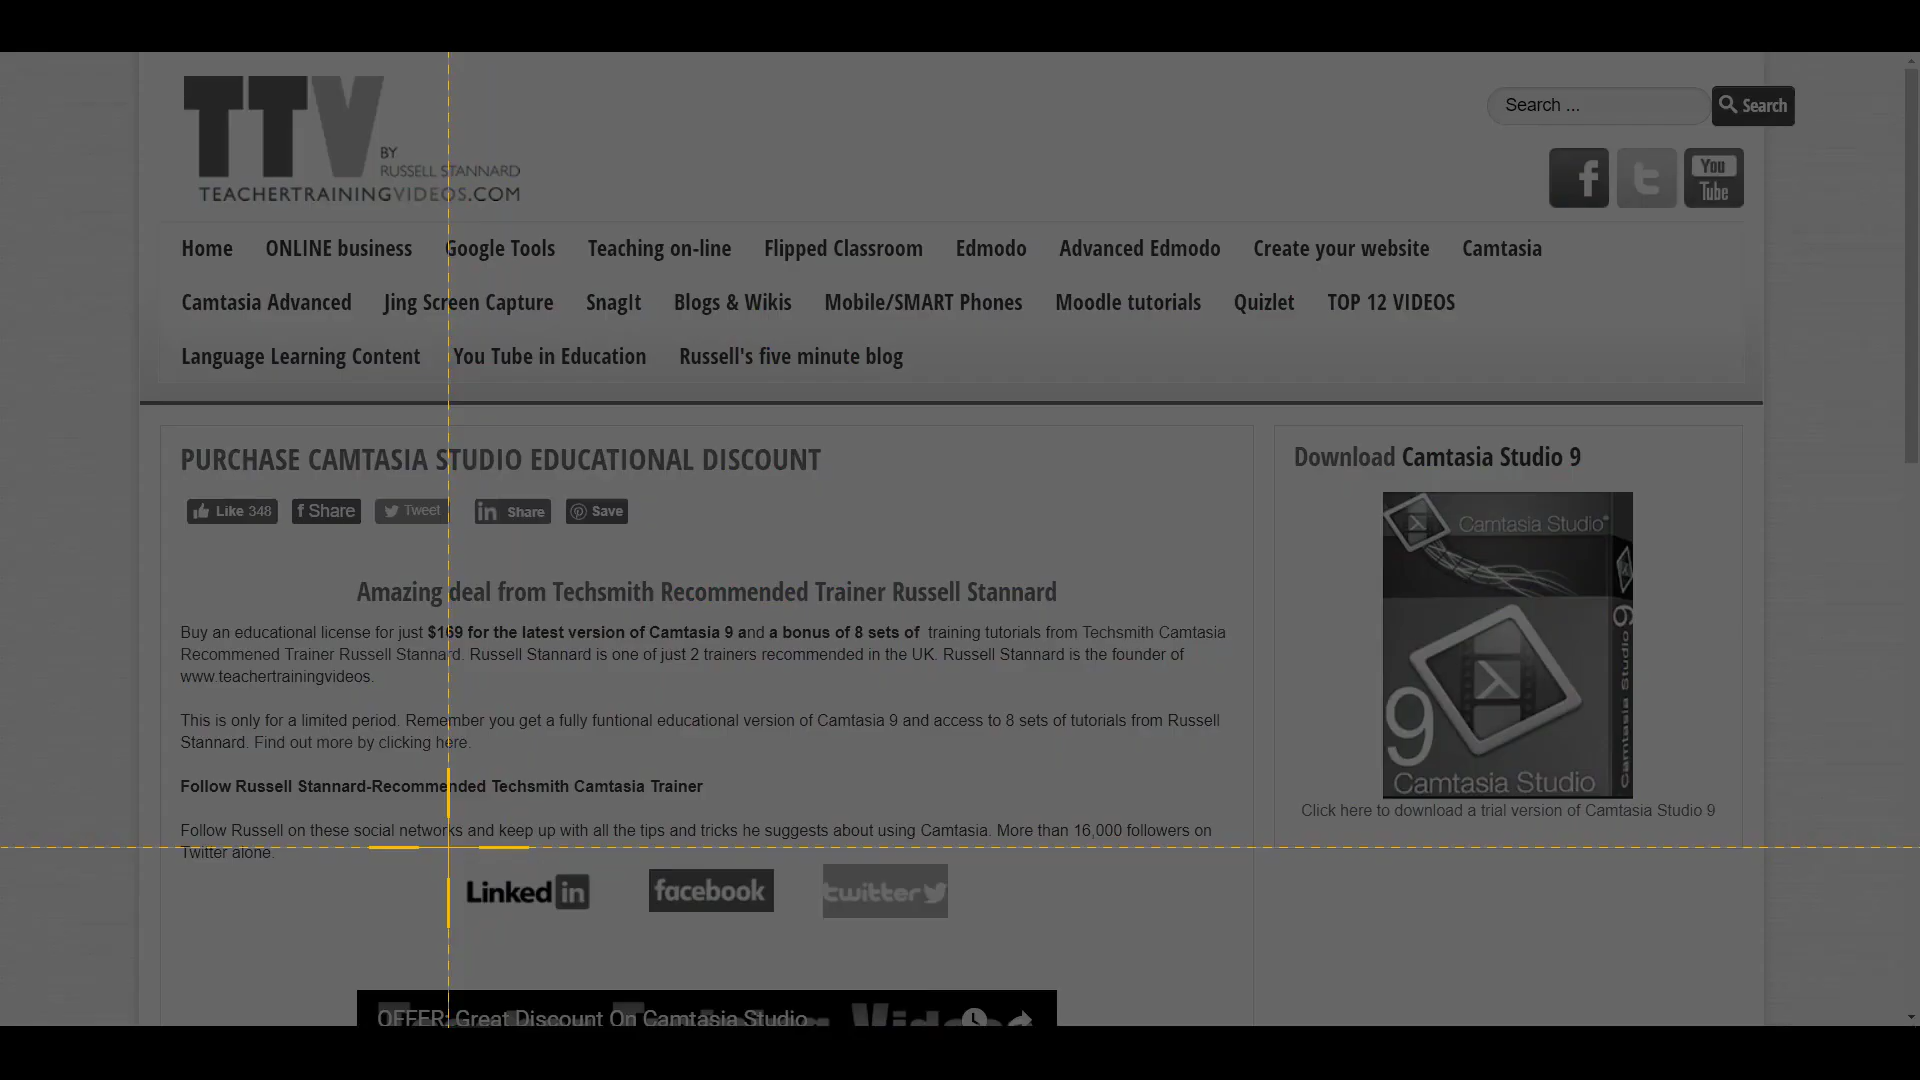 TTV
BY
RUSSELL STANNARD
TEACHERTRAININGVIDEOS.COM
Search ...
Search
You
Tube
Home ONLINE business Google Tools Teaching on-line Flipped Classroom Edmodo Advanced Edmodo Create your website Camtasia
Camtasia Advanced Jing Screen Capture SnagIt Blogs & Wikis Mobile/SMART Phones Moodle tutorials Quizlet TOP 12 VIDEOS
Language Learning Content You Tube in Education Russell's five minute blog
PURCHASE CAMTASIA STUDIO EDUCATIONAL DISCOUNT
Like 348 Share Tweet Share Save
Amazing deal from Techsmith Recommended Trainer Russell Stannard
Buy an educational license for just $169 for the latest version of Camtasia 9 and a bonus of 8 sets of training tutorials from Techsmith Camtasia
Recommened Trainer Russell Stannard. Russell Stannard is one of just 2 trainers recommended in the UK. Russell Stannard is the founder of
www.teachertrainingvideos.
This is only for a limited period. Remember you get a fully funtional educational version of Camtasia 9 and access to 8 sets of tutorials from Russell
Stannard. Find out more by clicking here.
Follow Russell Stannard-Recommended Techsmith Camtasia Trainer
Follow Russell on these social networks and keep up with all the tips and tricks he suggests about using Camtasia. More than 16,000 followers on
Twitter alone.
Linked in facebook twitter
OFFER: Great Discount On Camtasia Studio
Download Camtasia Studio 9
Camtasia Studio
9
Camtasia Studio
9
Camtasia Studio
Click here to download a trial version of Camtasia Studio 9